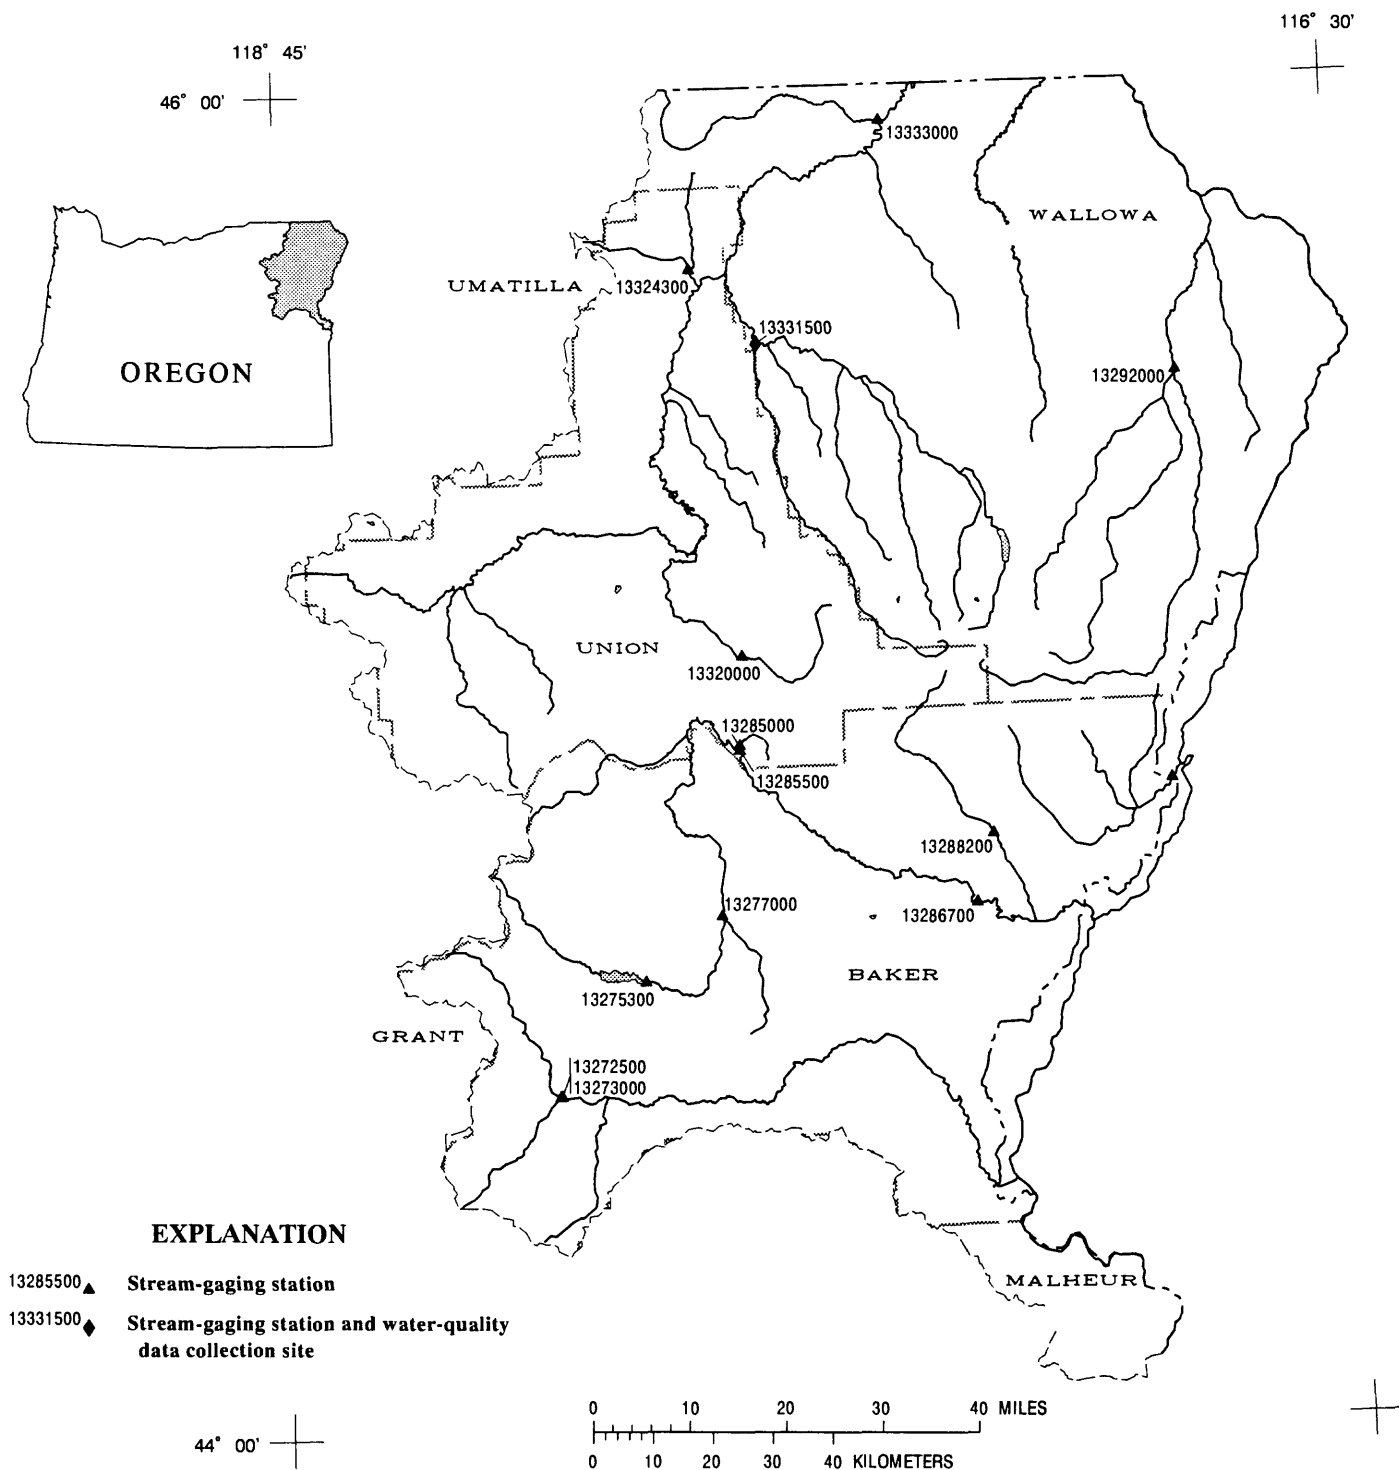 116° 30'
118° 45'
46° 00'
13333000
WALLOWA
UMATILLA
13324300
13331500
OREGON
13292000
UNION
13320000
13285000
13285500
13288200
13277000
13286700
BAKER
13275300
GRANT
13272500
13273000
EXPLANATION
MALHEUR
13285500 Stream-gaging station
13331500 Stream-gaging station and water-quality
data collection site
0 10 20 30 40 MILES
44° 00'
0 10 20 30 40 KILOMETERS